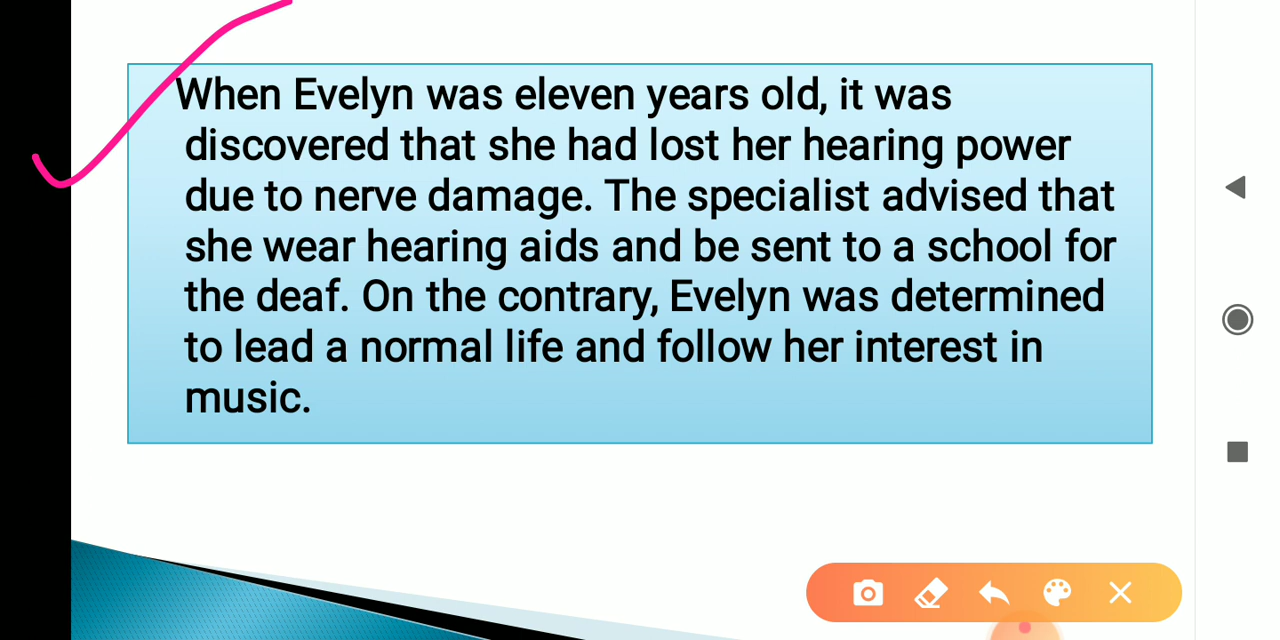 When Evelyn was eleven years old, it was
discovered that she had lost her hearing power
due to nerve damage. The specialist advised that
she wear hearing aids and be sent to a school for
the deaf. On the contrary, Evelyn was determined
to lead a normal life and follow her interest in
music.